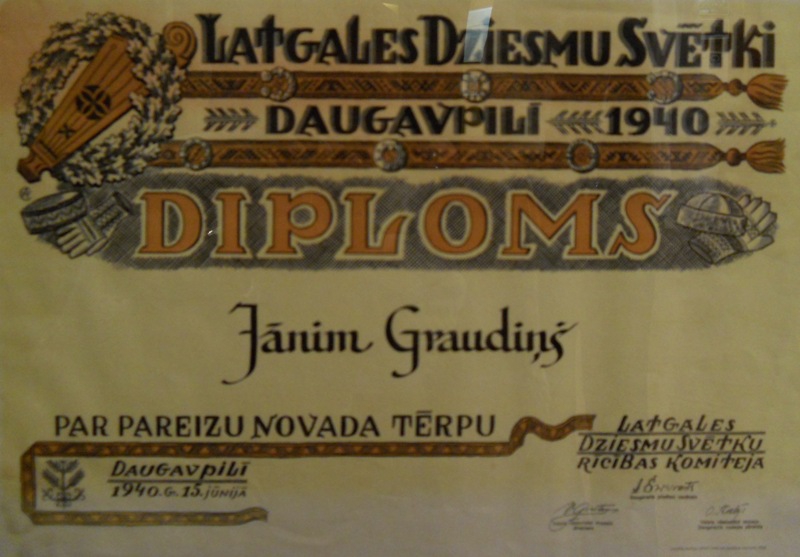 LATGALES DZIESMU SVĒTKI
DAUGAVPILĪ 1940
DIPLOMS
Jānim Graudiņš
PAR PAREIZU NOVADA TĒRPU
DAUGAVPILĪ
1940.G. 15. JŪNIJĀ
LATGALES
DZIESMU SVĒTKU
RĪCĪBAS KOMITEJA